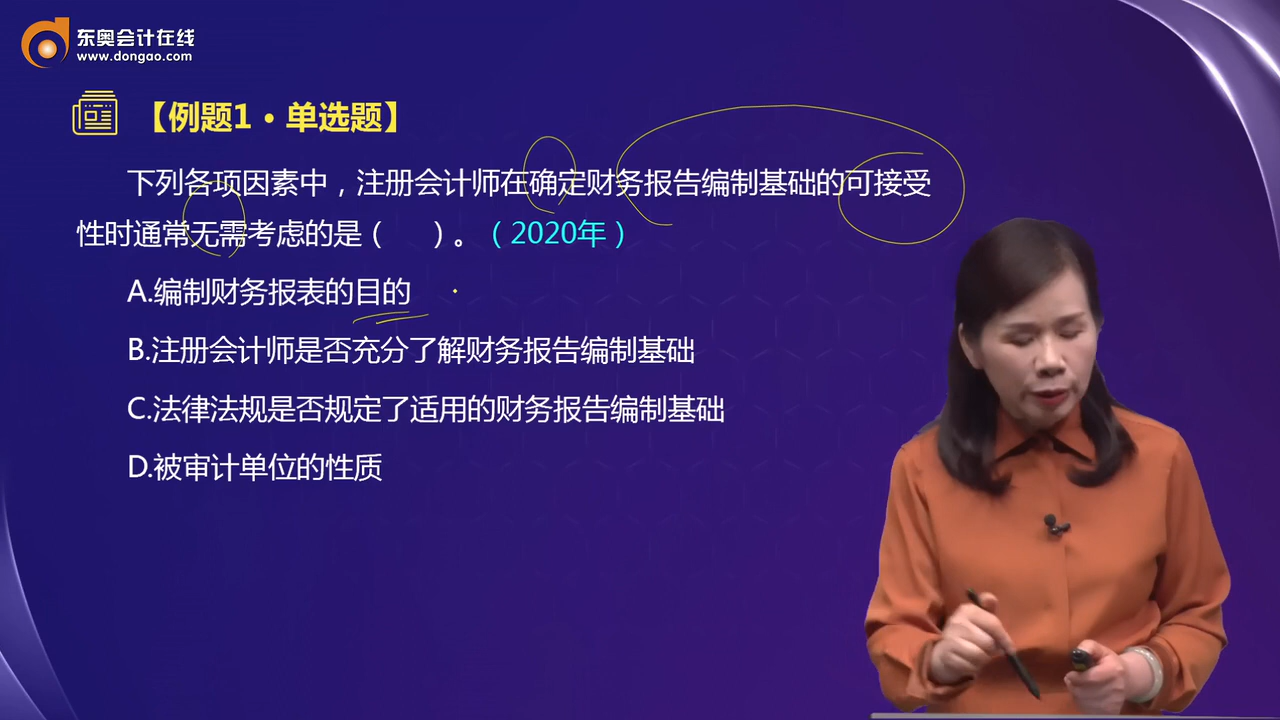 东奥会计在线
www.dongao.com
【例题1·单选题】
下列各项因素中，注册会计师在确定财务报告编制基础的可接受
性时通常无需考虑的是（ ）。（2020年）
A.编制财务报表的目的
B.注册会计师是否充分了解财务报告编制基础
C.法律法规是否规定了适用的财务报告编制基础
D.被审计单位的性质